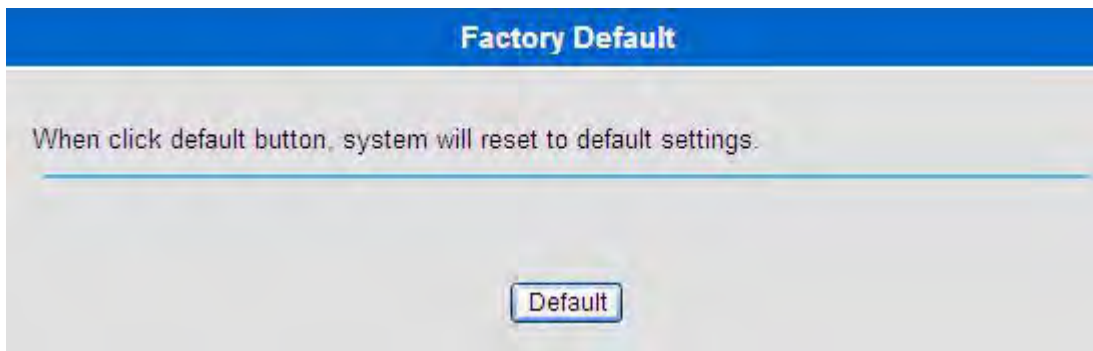 Factory Default
When click default button, system will reset to default settings.
Default